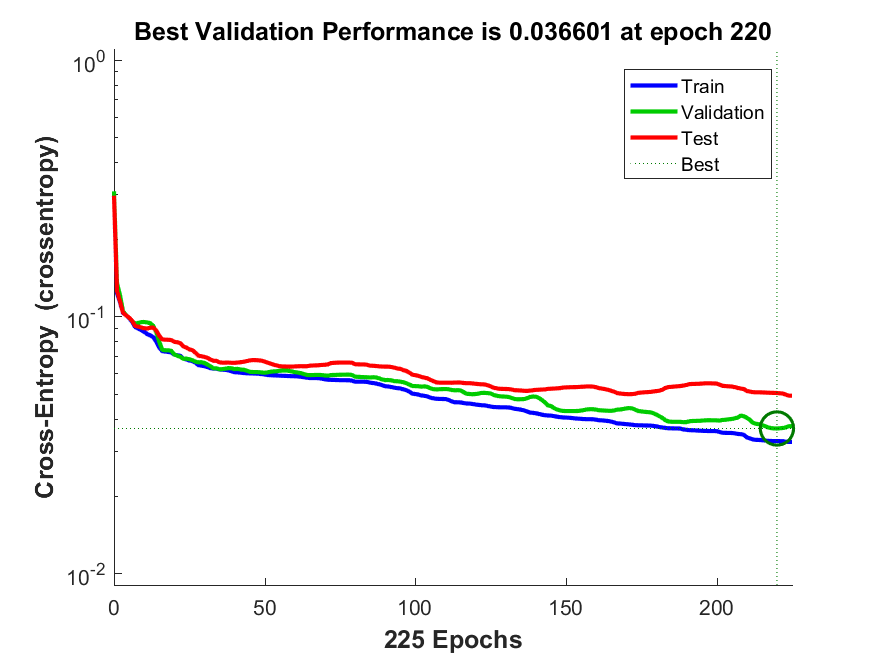 Best Validation Performance is 0.036601 at epoch 220
Train
Validation
Test
Best
10^0
10^-1
10^-2
Cross-Entropy (crossentropy)
0 50 100 150 200
225 Epochs